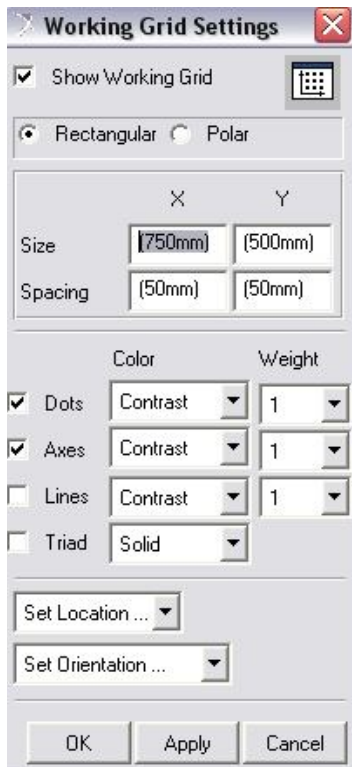 Working Grid Settings
Show Working Grid
Rectangular Polar
X Y
Size (750mm) (500mm)
Spacing (50mm) (50mm)
Color Weight
Dots Contrast 1
Axes Contrast 1
Lines Contrast 1
Triad Solid
Set Location ...
Set Orientation ...
OK Apply Cancel